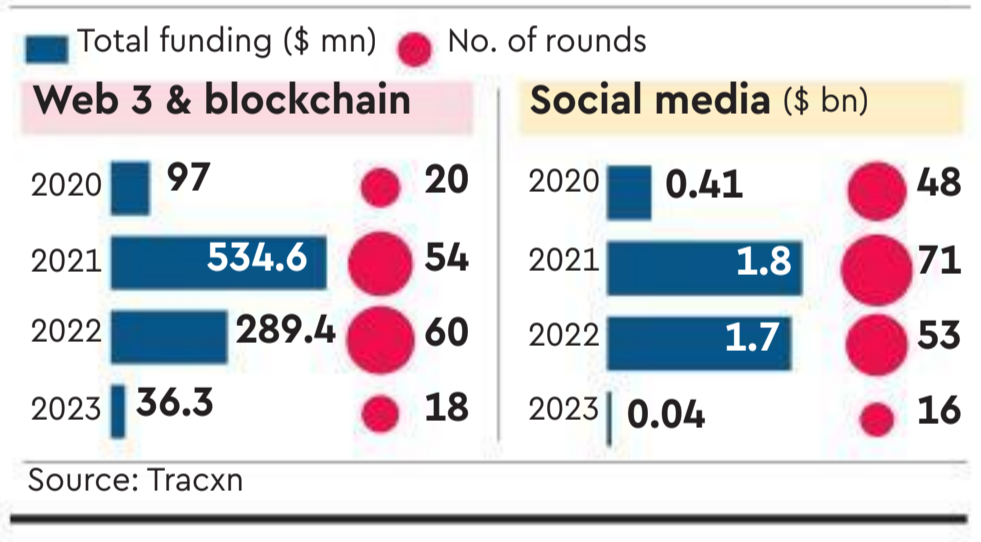 Total funding ($ mn) No. of rounds
Web 3 & blockchain
2020 97 20
2021 534.6 54
2022 289.4 60
2023 36.3 18
Social media ($ bn)
2020 0.41 48
2021 1.8 71
2022 1.7 53
2023 0.04 16
Source: Tracxn